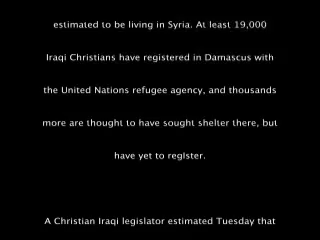 estimated to be living in Syria. At least 19,000
Iraqi Christians have registered in Damascus with
the United Nations refugee agency, and thousands
more are thought to have sought shelter there, but
have yet to regIster.
A Christian Iraqi legislator estimated Tuesday that